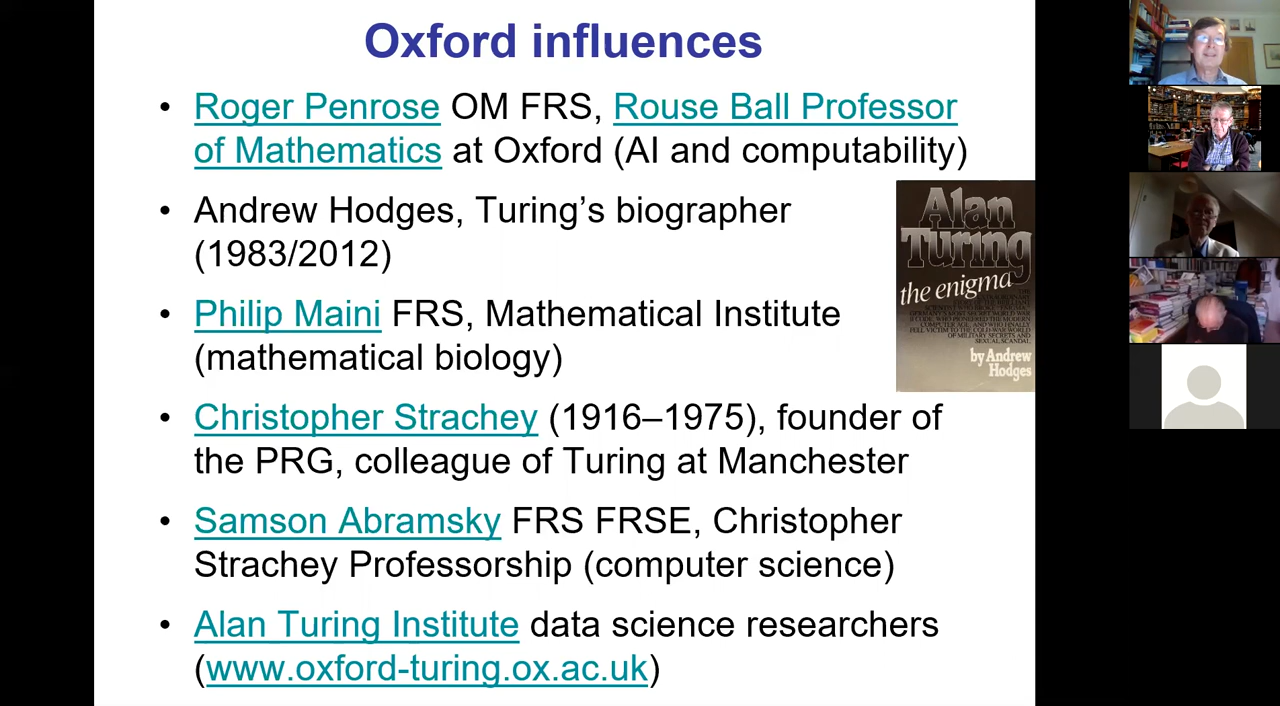 Oxford influences
• Roger Penrose OM FRS, Rouse Ball Professor
of Mathematics at Oxford (AI and computability)
• Andrew Hodges, Turing’s biographer
(1983/2012)
• Philip Maini FRS, Mathematical Institute
(mathematical biology)
• Christopher Strachey (1916–1975), founder of
the PRG, colleague of Turing at Manchester
• Samson Abramsky FRS FRSE, Christopher
Strachey Professorship (computer science)
• Alan Turing Institute data science researchers
(www.oxford-turing.ox.ac.uk)
Alan
Turing
the enigma
by Andrew
Hodges